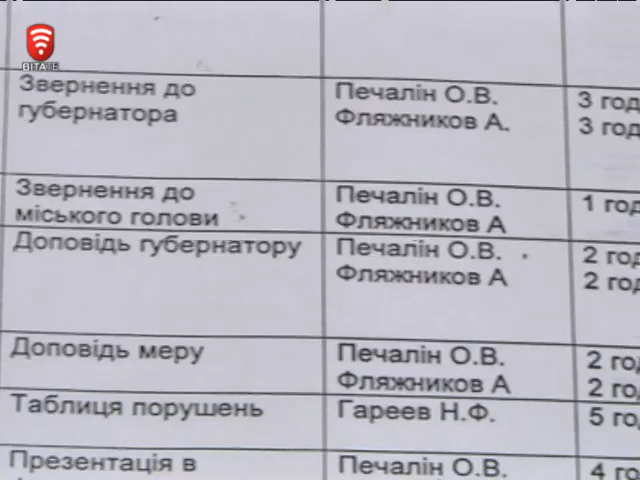 ВІТАТВ
Звернення до
губернатора
Печалін О.В.
Фляжников А.
3 год
3 год
Звернення до
міського голови
Печалін О.В.
Фляжников А
1 год
Доповідь губернатору
Печалін О.В.
Фляжников А
2 год
2 год
Доповідь меру
Печалін О.В.
Фляжников А
2 год
2 год
Таблиця порушень
Гареев Н.Ф.
5 го
Презентація в
Печалін О.В.
4 год